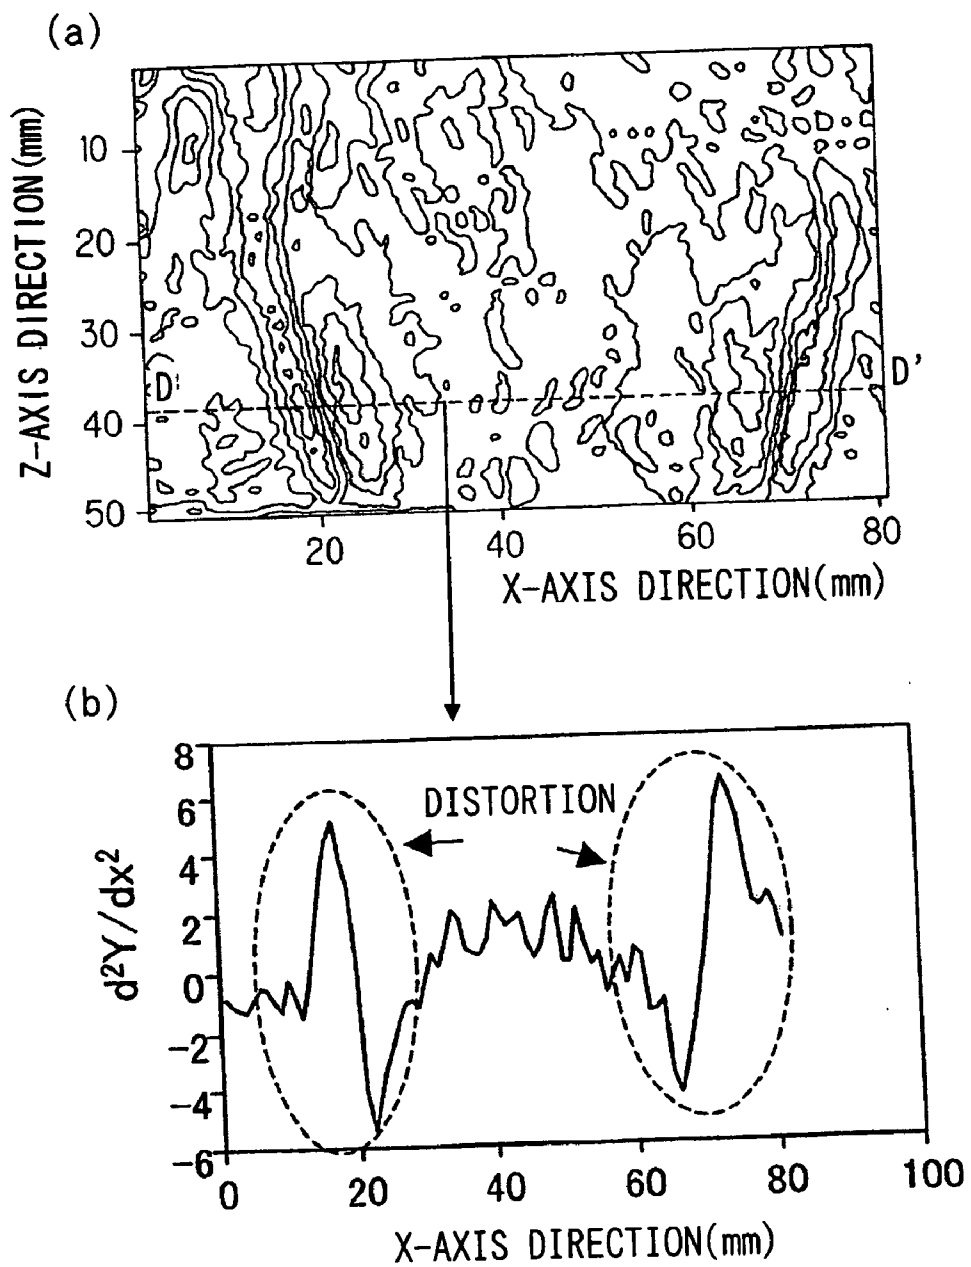 (a)
Z-AXIS DIRECTION(mm)
10
20
30
40
50
D
D'
20
40
60
80
X-AXIS DIRECTION(mm)
(b)
d²Y/dx²
8
6
4
2
0
-2
-4
-6
DISTORTION
0
20
40
60
80
100
X-AXIS DIRECTION(mm)